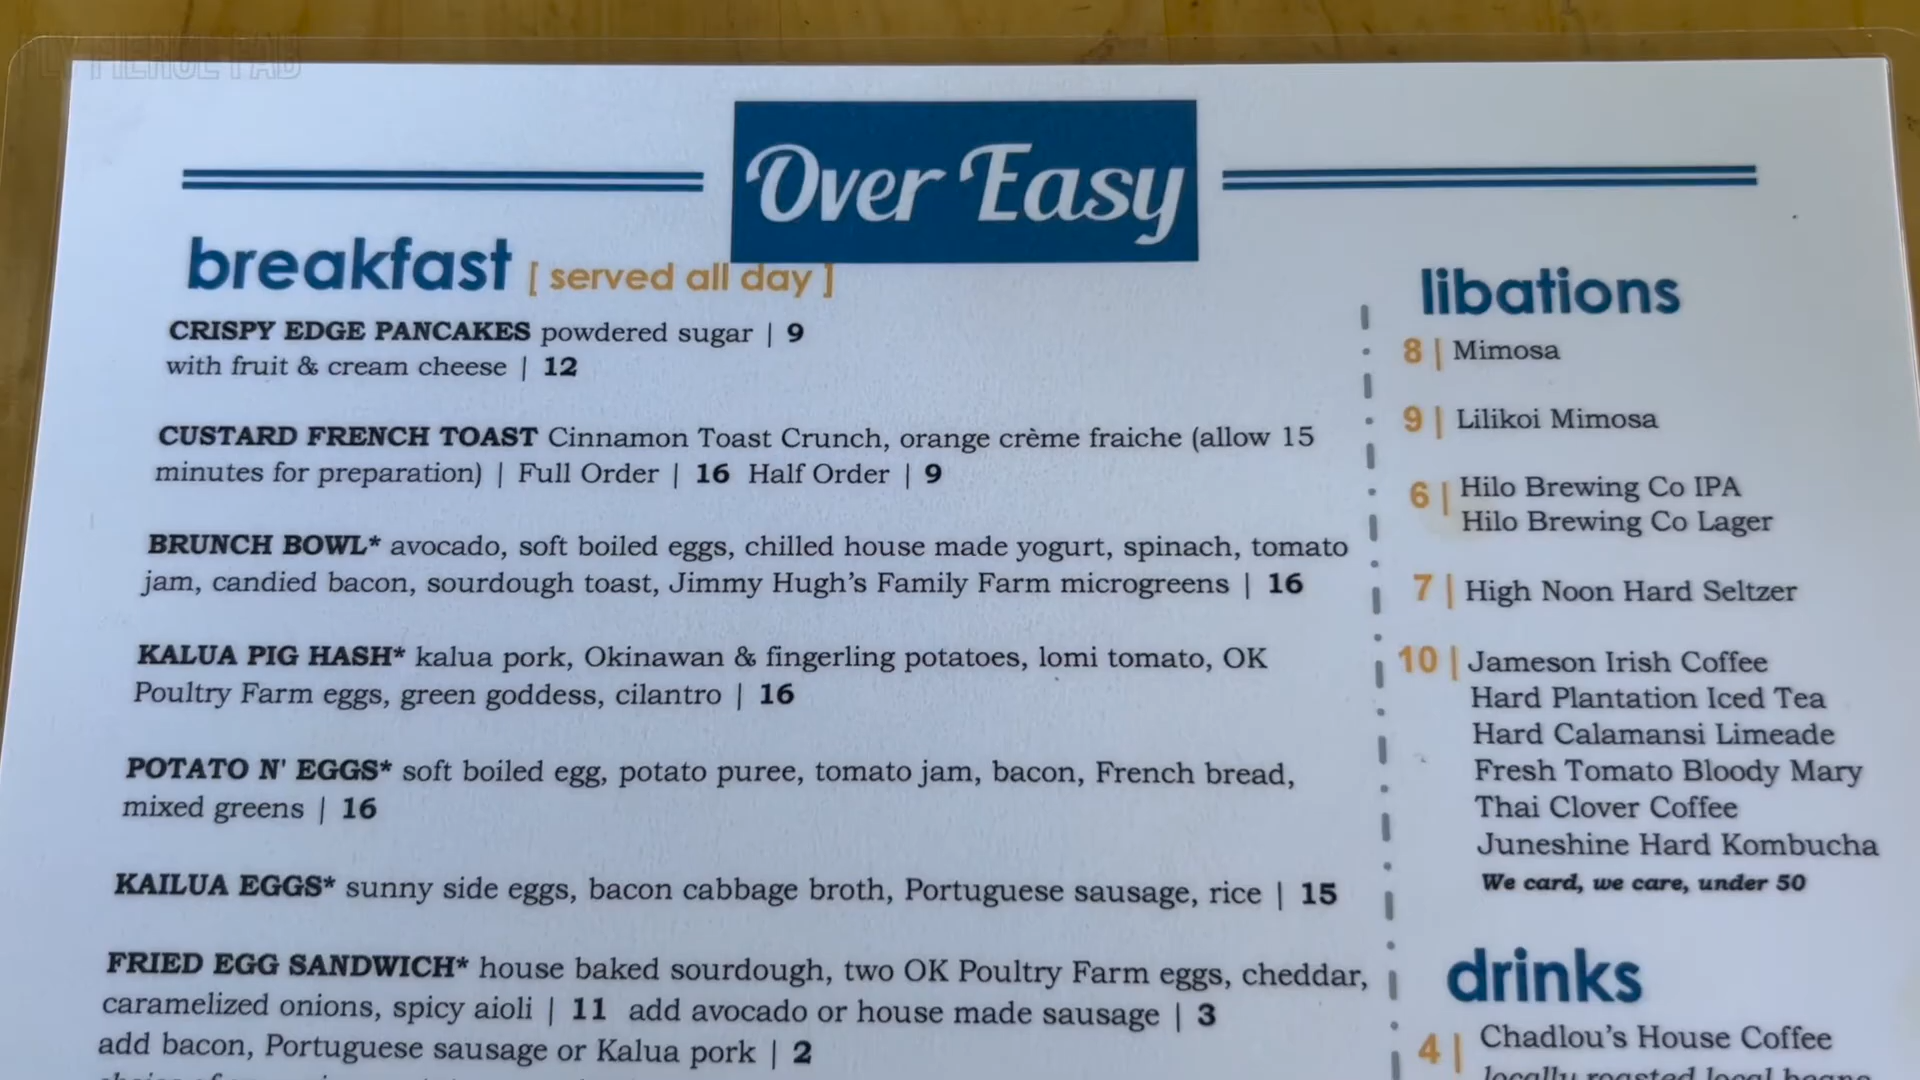 Over Easy
breakfast [ served all day ]
CRISPY EDGE PANCAKES powdered sugar | 9
with fruit & cream cheese | 12
CUSTARD FRENCH TOAST Cinnamon Toast Crunch, orange crème fraiche (allow 15
minutes for preparation) | Full Order | 16 Half Order | 9
BRUNCH BOWL* avocado, soft boiled eggs, chilled house made yogurt, spinach, tomato
jam, candied bacon, sourdough toast, Jimmy Hugh's Family Farm microgreens | 16
KALUA PIG HASH* kalua pork, Okinawan & fingerling potatoes, lomi tomato, OK
Poultry Farm eggs, green goddess, cilantro | 16
POTATO N' EGGS* soft boiled egg, potato puree, tomato jam, bacon, French bread,
mixed greens | 16
KAILUA EGGS* sunny side eggs, bacon cabbage broth, Portuguese sausage, rice | 15
FRIED EGG SANDWICH* house baked sourdough, two OK Poultry Farm eggs, cheddar,
caramelized onions, spicy aioli | 11 add avocado or house made sausage | 3
add bacon, Portuguese sausage or Kalua pork | 2
libations
8 | Mimosa
9 | Lilikoi Mimosa
6 | Hilo Brewing Co IPA
Hilo Brewing Co Lager
7 | High Noon Hard Seltzer
10 | Jameson Irish Coffee
Hard Plantation Iced Tea
Hard Calamansi Limeade
Fresh Tomato Bloody Mary
Thai Clover Coffee
Juneshine Hard Kombucha
We card, we care, under 50
drinks
4 | Chadlou's House Coffee
locally roasted local beans